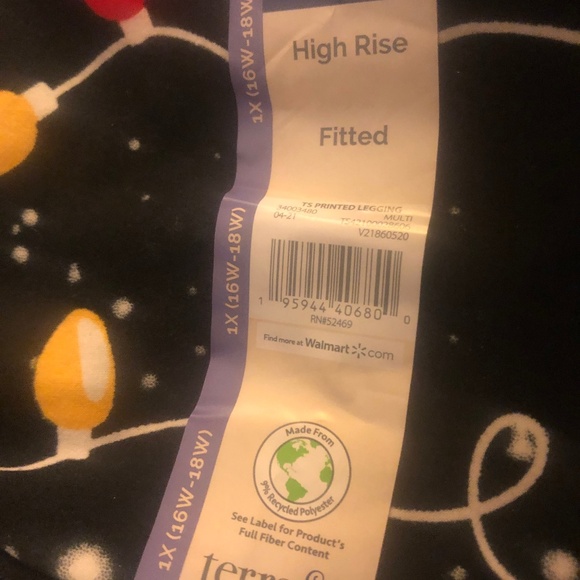 1X (16W-18W)
High Rise
Fitted
TS PRINTED LEGGING
34003480 MULTI
04-21
V21860520
1X (16W-18W)
1 95944 40680 0
RN#52469
Find more at Walmart com
1X (16W-18W)
Made From
9% Recycled Polyester
See Label for Product's
Full Fiber Content